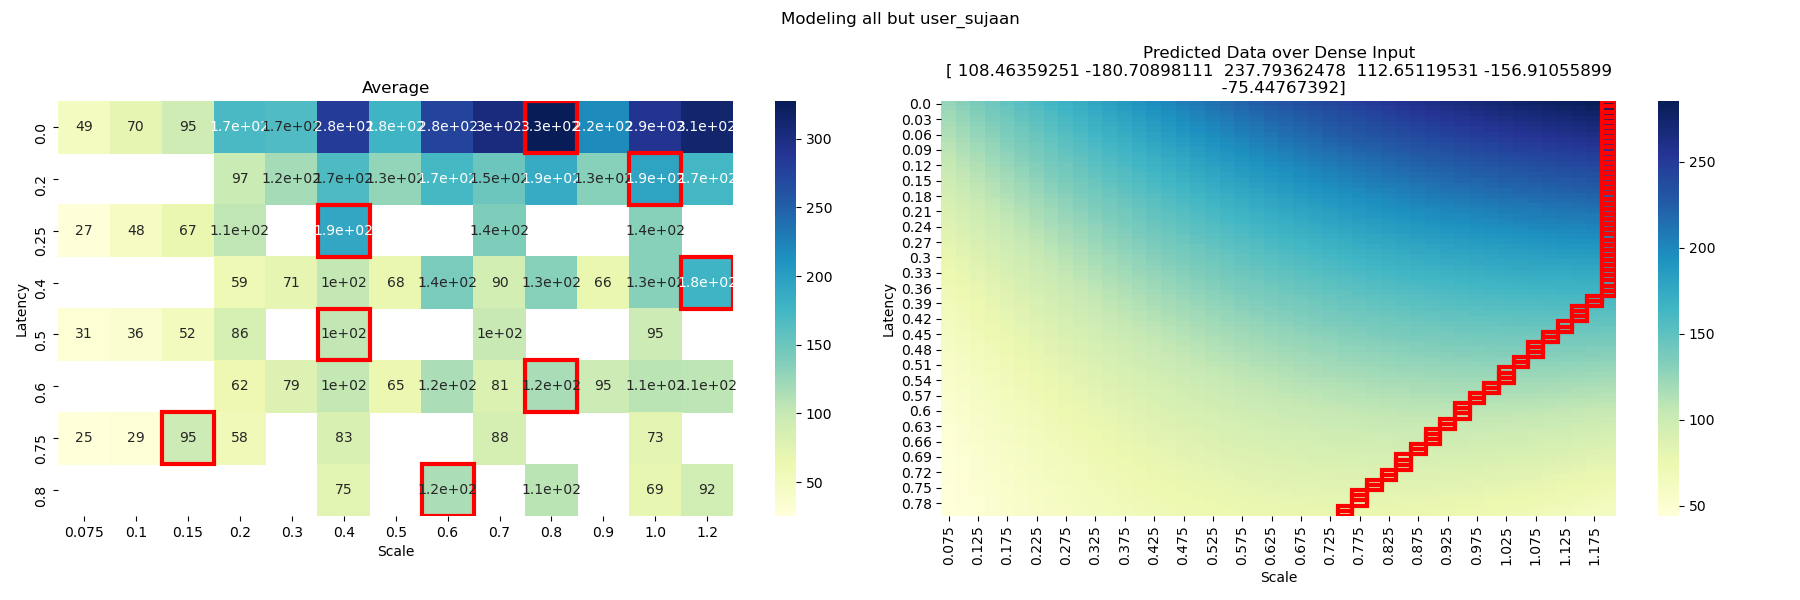 Modeling all but user_sujaan
Average
49 70 95 1.7e+02 1.7e+02 2.8e+02 1.8e+02 2.8e+02 3e+02 3.3e+02 2.2e+02 2.9e+02 3.1e+02
97 1.2e+02 1.7e+02 1.3e+02 1.7e+02 1.5e+02 1.9e+02 1.3e+02 1.9e+02 1.7e+02
27 48 67 1.1e+02 1.9e+02 1.4e+02 1.4e+02
59 71 1e+02 68 1.4e+02 90 1.3e+02 66 1.3e+02 1.8e+02
31 36 52 86 1e+02 1e+02 95
62 79 1e+02 65 1.2e+02 81 1.2e+02 95 1.1e+02 1.1e+02
25 29 95 58 83 88 73
75 1.2e+02 1.1e+02 69 92
0.0
0.2
0.25
0.4
0.5
0.6
0.75
0.8
Latency
0.075 0.1 0.15 0.2 0.3 0.4 0.5 0.6 0.7 0.8 0.9 1.0 1.2
Scale
300
250
200
150
100
50
Predicted Data over Dense Input
[ 108.46359251 -180.70898111 237.79362478 112.65119531 -156.91055899
-75.44767392]
0.0
0.03
0.06
0.09
0.12
0.15
0.18
0.21
0.24
0.27
0.3
0.33
0.36
0.39
0.42
0.45
0.48
0.51
0.54
0.57
0.6
0.63
0.66
0.69
0.72
0.75
0.78
Latency
0.075 0.125 0.175 0.225 0.275 0.325 0.375 0.425 0.475 0.525 0.575 0.625 0.675 0.725 0.775 0.825 0.875 0.925 0.975 1.025 1.075 1.125 1.175
Scale
250
200
150
100
50